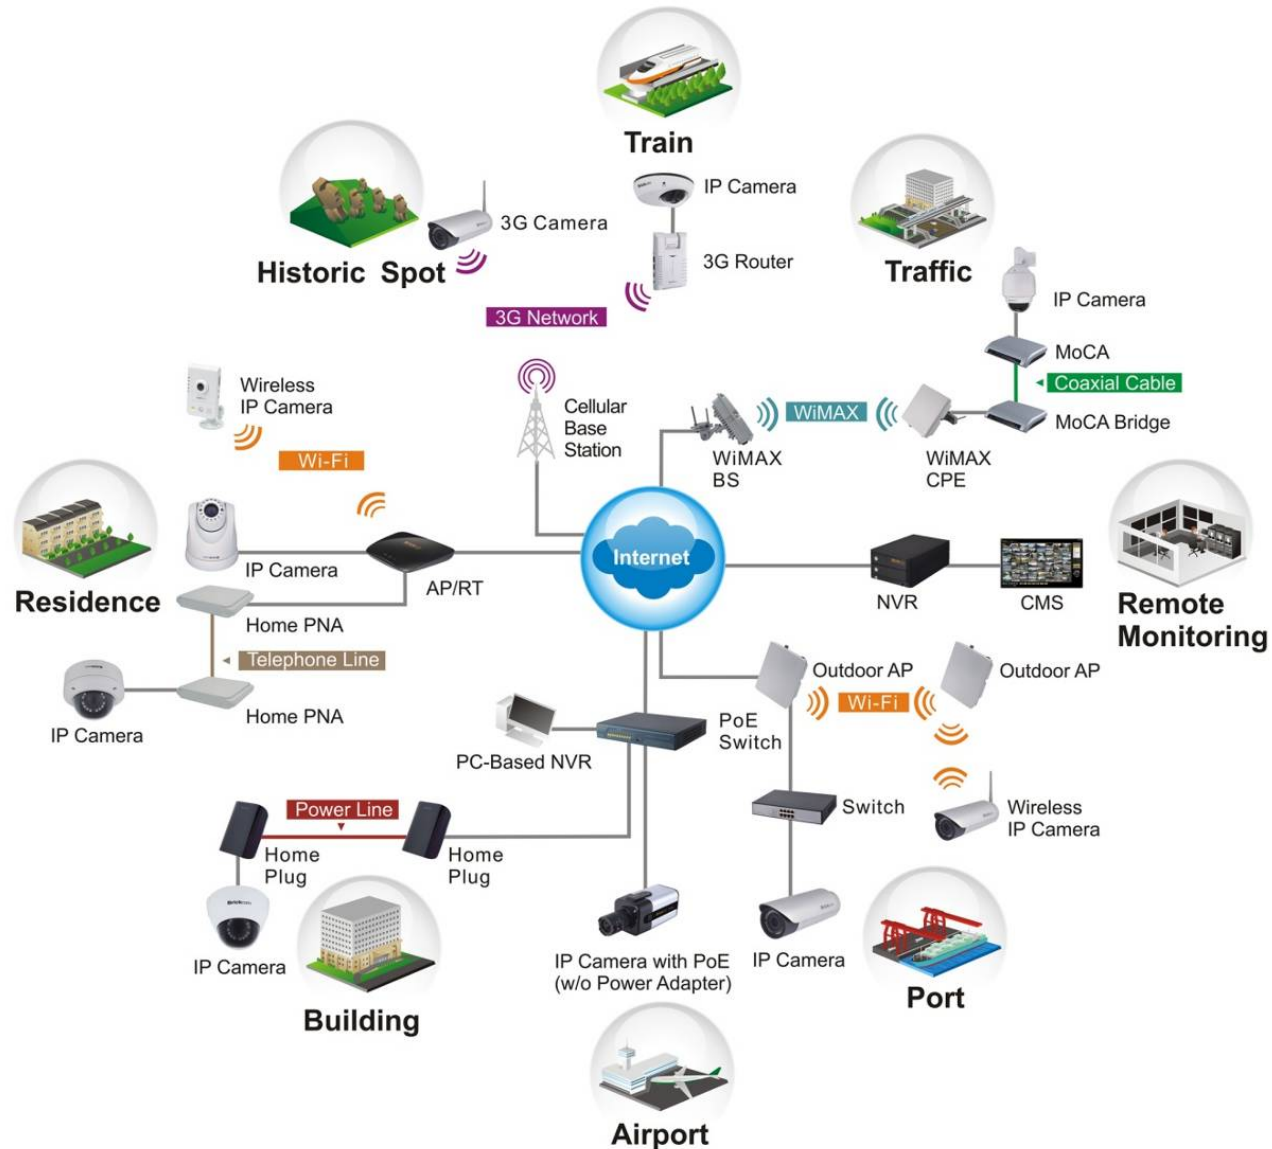 Train
IP Camera
3G Camera
Historic Spot
3G Router
Traffic
3G Network
IP Camera
MoCA
Coaxial Cable
Wireless
IP Camera
Cellular
Base
Station
WiMAX
MoCA Bridge
Wi-Fi
WiMAX
BS
WiMAX
CPE
Internet
IP Camera
AP/RT
NVR
CMS
Residence
Remote
Monitoring
Home PNA
Telephone Line
Outdoor AP
Wi-Fi
Outdoor AP
Home PNA
IP Camera
PoE
Switch
PC-Based NVR
Power Line
Switch
Wireless
IP Camera
Home
Plug
Home
Plug
IP Camera
IP Camera with PoE
(w/o Power Adapter)
IP Camera
Building
Port
Airport